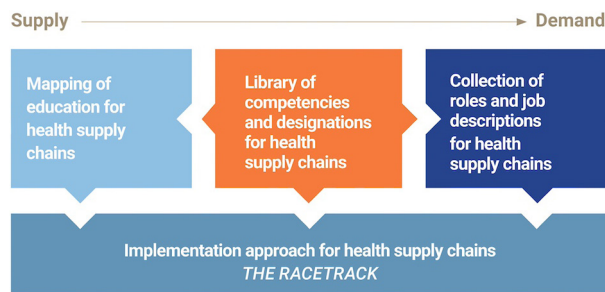 Supply
Demand
Mapping of
education for
health supply
chains
Library of
competencies
and designations
for health
supply chains
Collection of
roles and job
descriptions
for health
supply chains
Implementation approach for health supply chains
THE RACETRACK